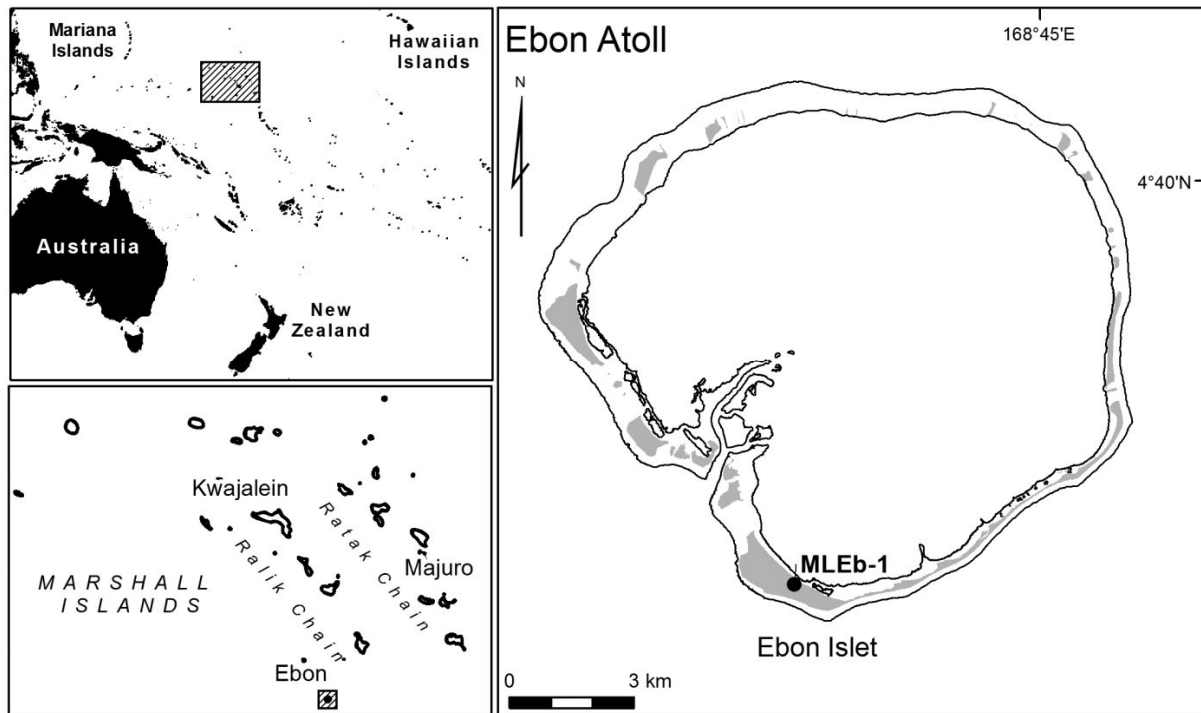 Mariana
Islands
Hawaiian
Islands
Australia
New
Zealand
Kwajalein
Ratak Chain
Ralik Chain
Majuro
MARSHALL
ISLANDS
Ebon
Ebon Atoll
168°45'E
N
4°40'N
MLEb-1
Ebon Islet
0 3 km